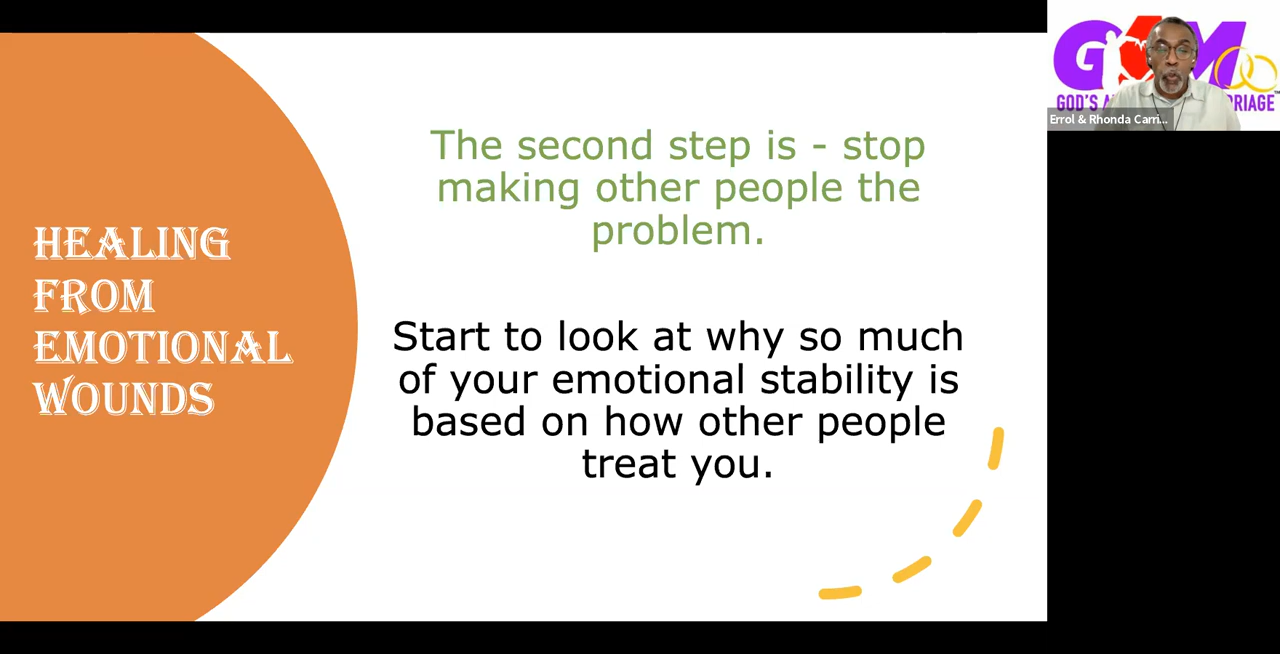 HEALING
FROM
EMOTIONAL
WOUNDS
The second step is - stop
making other people the
problem.
Start to look at why so much
of your emotional stability is
based on how other people
treat you.
G M
GOD'S A RIAGE
Errol & Rhonda Carri...